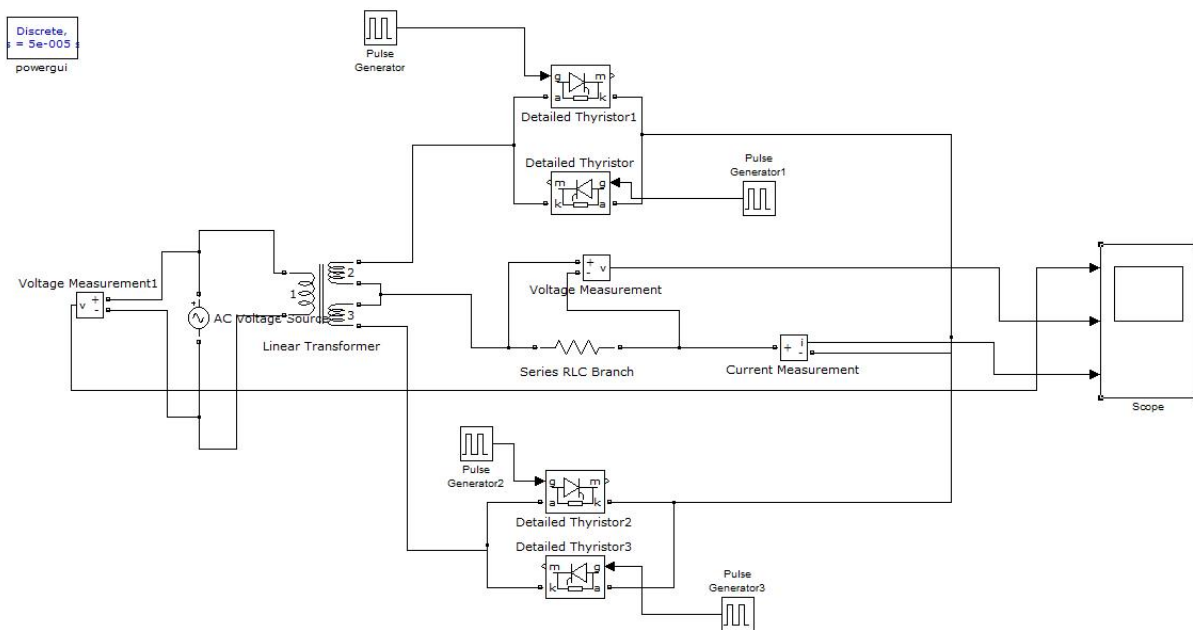 Discrete,
s = 5e-005 s
powergui
Pulse
Generator
g
m
a
k
Detailed Thyristor1
Detailed Thyristor
m
g
k
a
Pulse
Generator1
Voltage Measurement1
v
+
-
+
AC Voltage Source
1
2
3
Linear Transformer
+
-
v
Voltage Measurement
Series RLC Branch
+
i
-
Current Measurement
Scope
Pulse
Generator2
g
m
a
k
Detailed Thyristor2
Detailed Thyristor3
m
g
k
a
Pulse
Generator3